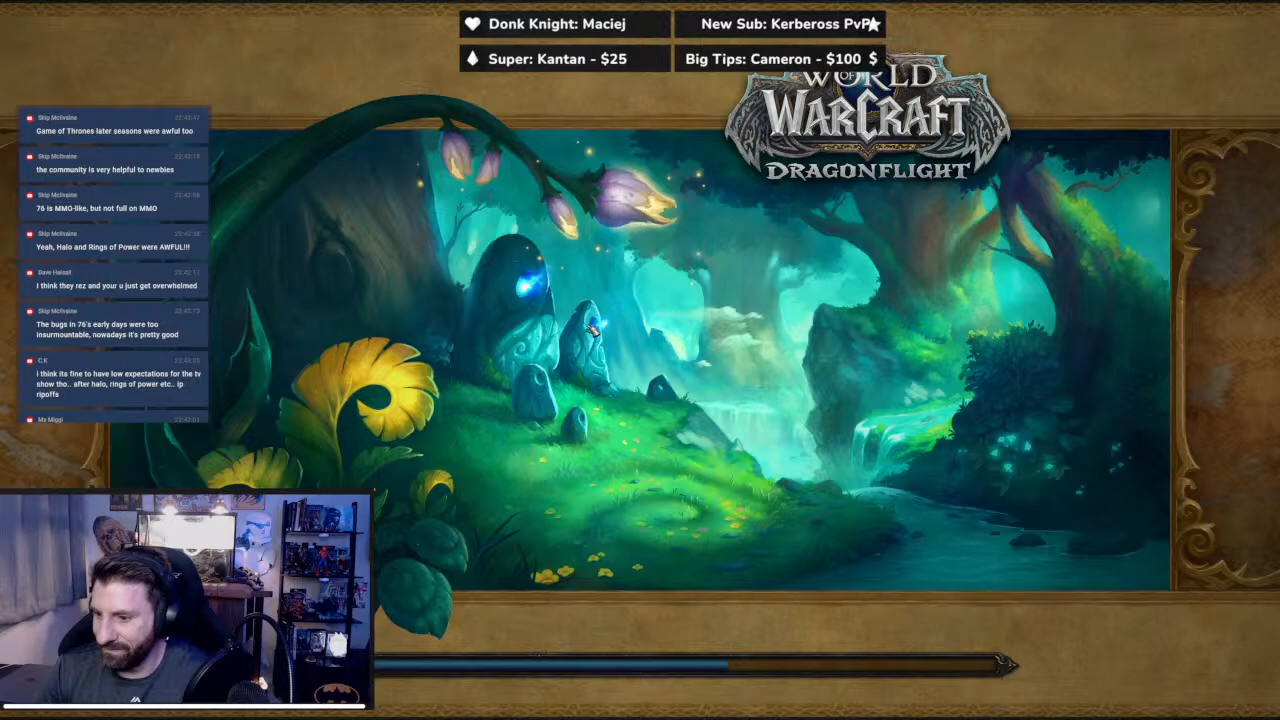 Donk Knight: Maciej
New Sub: Kerbeross PvP
Super: Kantan - $25
Big Tips: Cameron - $100 $
WORLD
OF
WARCRAFT
DRAGONFLIGHT
Skip McIlvaine
Game of Thrones later seasons were awful too
Skip McIlvaine
the community is very helpful to newbies
Skip McIlvaine
76 is MMO-like, but not full on MMO
Skip McIlvaine
Yeah, Halo and Rings of Power were AWFUL!!!
I think they rez and your u just get overwhelmed
Skip McIlvaine
The bugs in 76's early days were too
insurmountable, nowadays it's pretty good
C.K
i think its fine to have low expectations for the tv
show tho.. after halo, rings of power etc.. ip
ripoffs
Ms Miggi